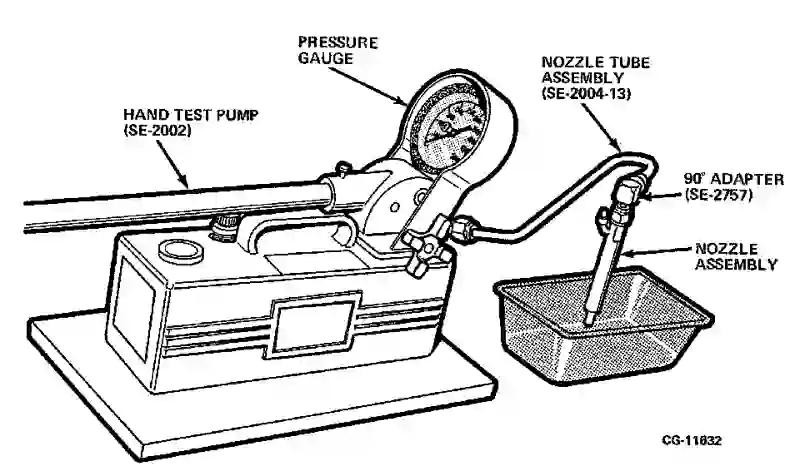 PRESSURE
GAUGE
NOZZLE TUBE
ASSEMBLY
(SE-2004-13)
HAND TEST PUMP
(SE-2002)
90° ADAPTER
(SE-2757)
NOZZLE
ASSEMBLY
CG-11632